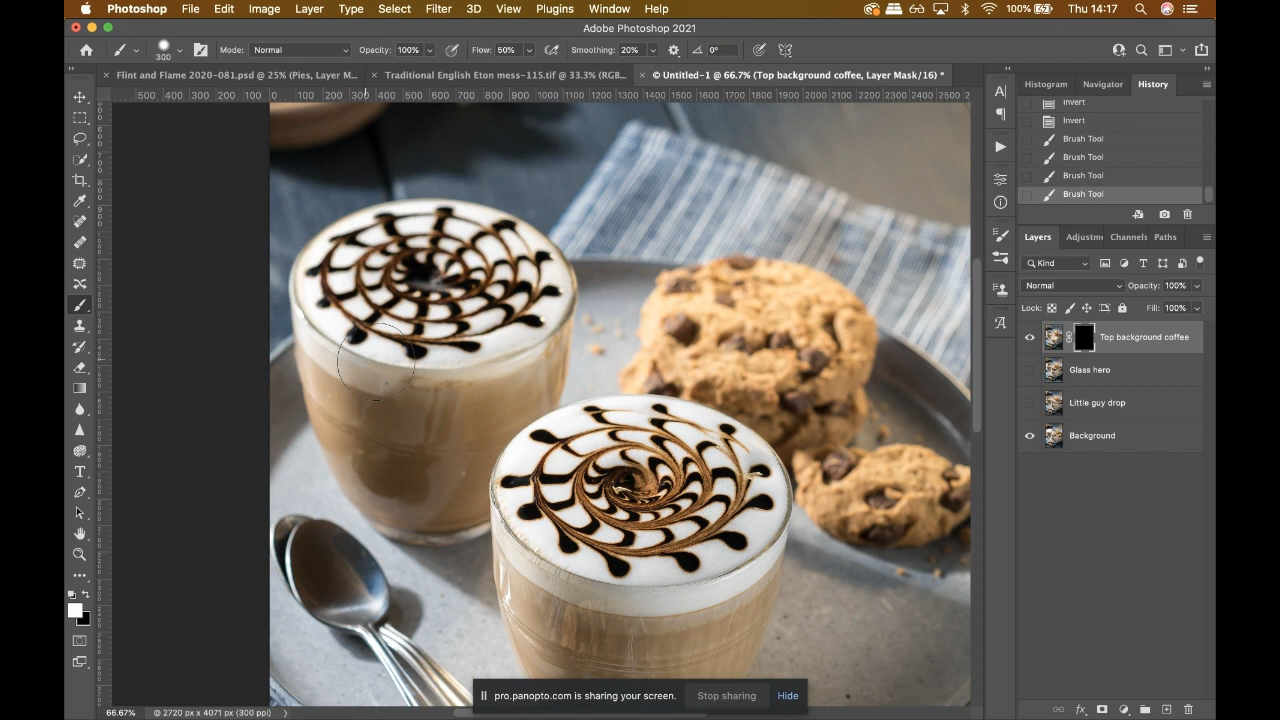 Photoshop File Edit Image Layer Type Select Filter 3D View Plugins Window Help 100% Thu 14:17
Adobe Photoshop 2021
300 Mode: Normal Opacity: 100% Flow: 50% Smoothing: 20% 0°
× Flint and Flame 2020-081.psd @ 25% (Pies, Layer M... × Traditional English Eton mess-115.tif @ 33.3% (RGB... × © Untitled-1 @ 66.7% (Top background coffee, Layer Mask/16) *
500 400 300 200 100 0 100 200 300 400 500 600 700 800 900 1000 1100 1200 1300 1400 1500 1600 1700 1800 1900 2000 2100 2200 2300 2400 2500
Histogram Navigator History
Invert
Invert
Brush Tool
Brush Tool
Brush Tool
Brush Tool
Layers Adjustm Channels Paths
Kind
Normal Opacity: 100%
Lock: Fill: 100%
Top background coffee
Glass hero
Little guy drop
Background
pro.panopto.com is sharing your screen. Stop sharing Hide
66.67% @ 2720 px x 4071 px (300 ppi)